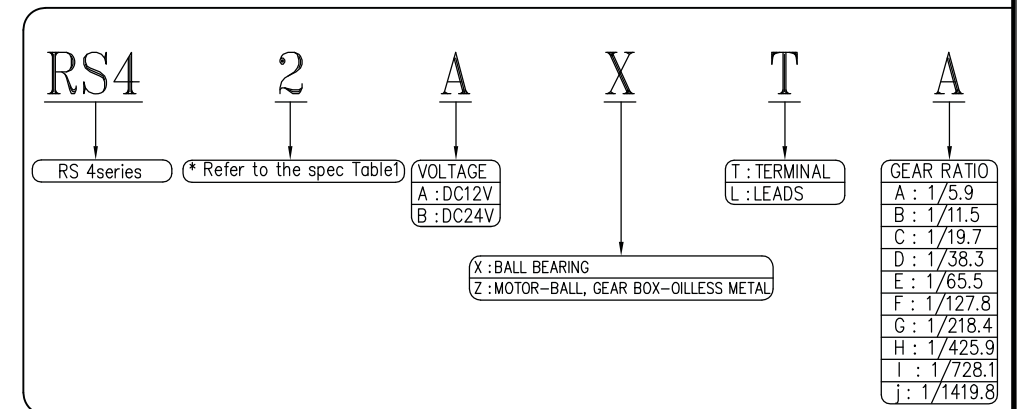 RS4 2 A X T A
RS 4series
* Refer to the spec Table1
VOLTAGE
A :DC12V
B :DC24V
X :BALL BEARING
Z :MOTOR-BALL, GEAR BOX-OILLESS METAL
T : TERMINAL
L : LEADS
GEAR RATIO
A : 1/5.9
B : 1/11.5
C : 1/19.7
D : 1/38.3
E : 1/65.5
F : 1/127.8
G : 1/218.4
H : 1/425.9
I : 1/728.1
j : 1/1419.8